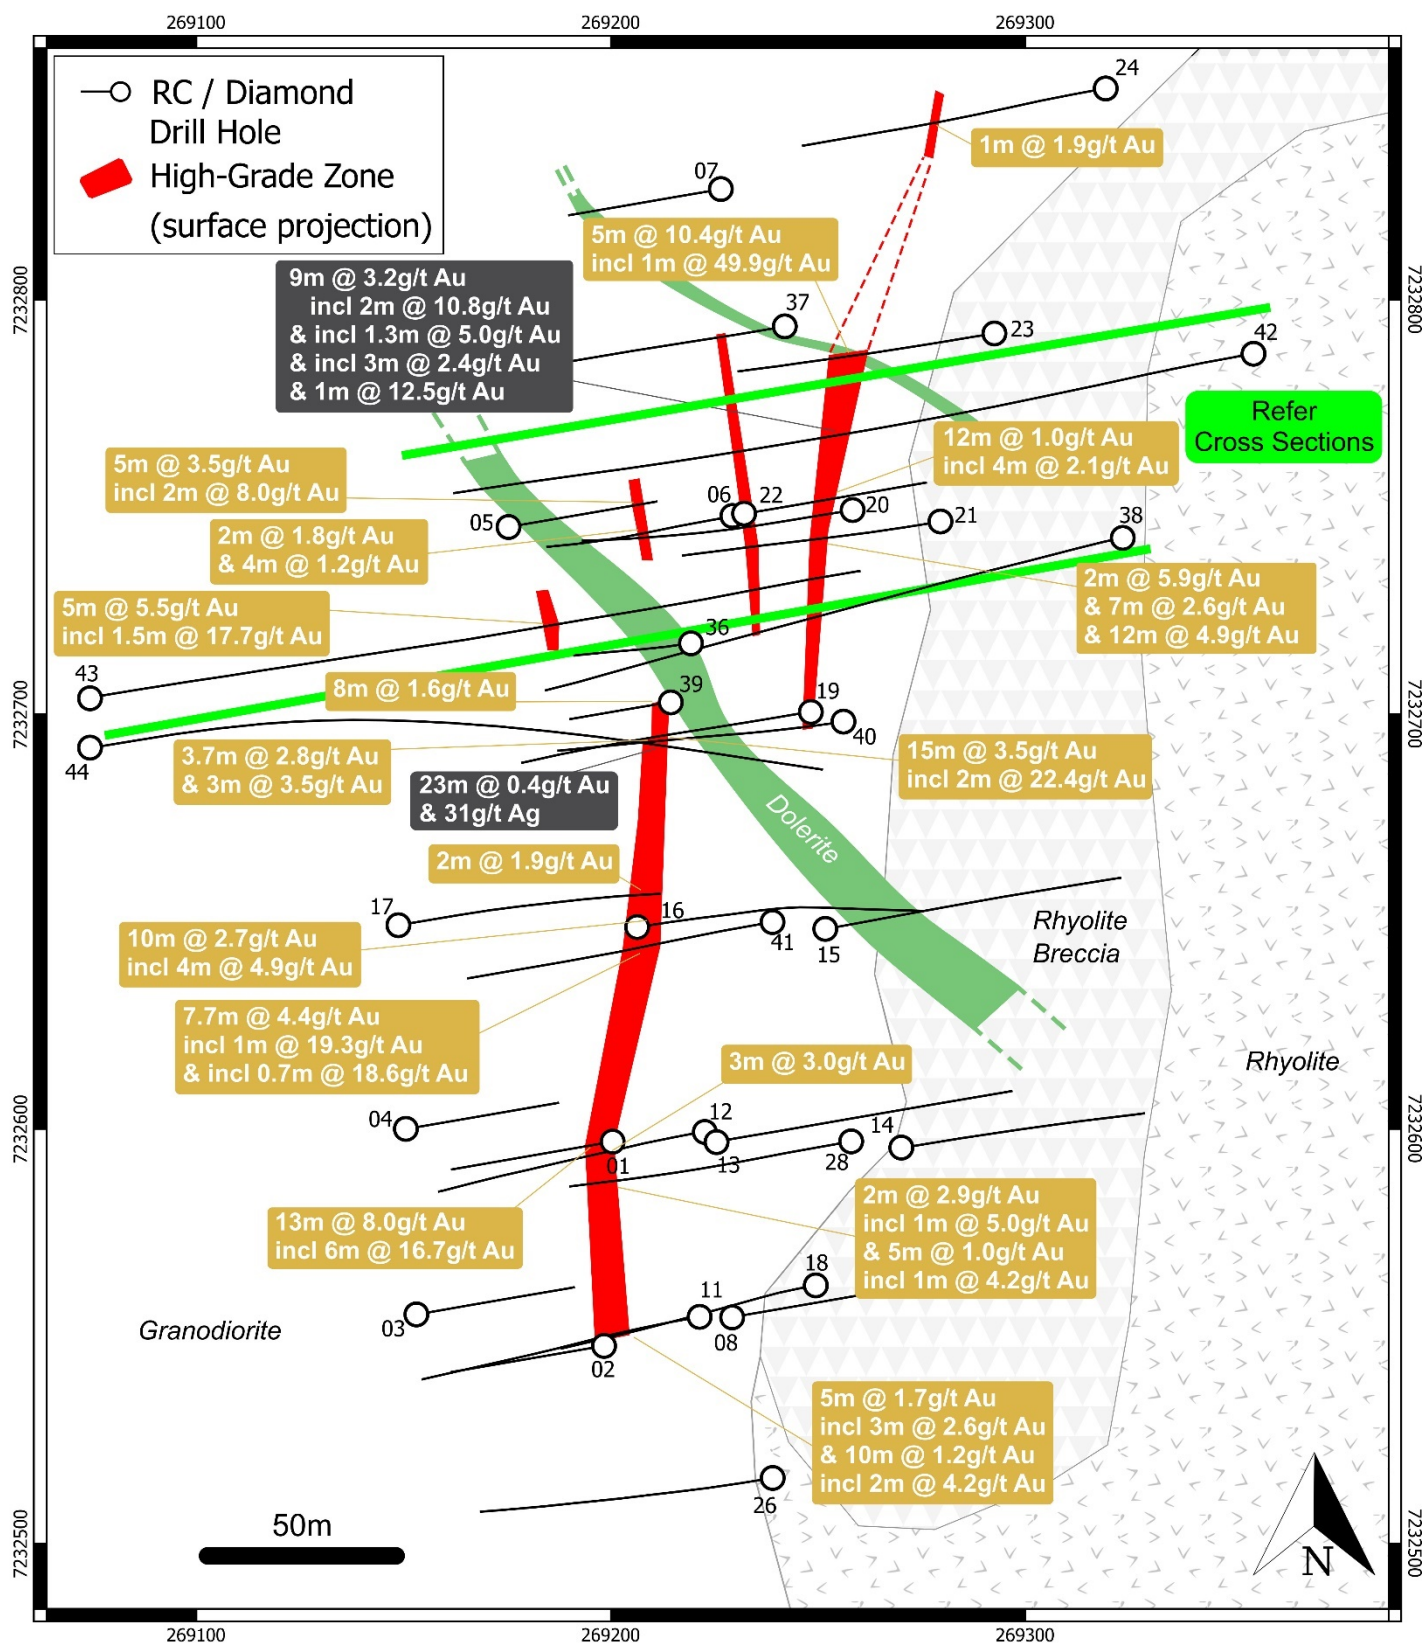 269100
269200
269300
RC / Diamond
Drill Hole
High-Grade Zone
(surface projection)
24
1m @ 1.9g/t Au
07
5m @ 10.4g/t Au
incl 1m @ 49.9g/t Au
9m @ 3.2g/t Au
incl 2m @ 10.8g/t Au
& incl 1.3m @ 5.0g/t Au
& incl 3m @ 2.4g/t Au
& 1m @ 12.5g/t Au
7232800
7232800
37
23
42
Refer
Cross Sections
12m @ 1.0g/t Au
incl 4m @ 2.1g/t Au
5m @ 3.5g/t Au
incl 2m @ 8.0g/t Au
06
22
20
21
38
05
2m @ 1.8g/t Au
& 4m @ 1.2g/t Au
2m @ 5.9g/t Au
& 7m @ 2.6g/t Au
& 12m @ 4.9g/t Au
5m @ 5.5g/t Au
incl 1.5m @ 17.7g/t Au
36
43
8m @ 1.6g/t Au
39
19
40
7232700
7232700
44
3.7m @ 2.8g/t Au
& 3m @ 3.5g/t Au
15m @ 3.5g/t Au
incl 2m @ 22.4g/t Au
23m @ 0.4g/t Au
& 31g/t Ag
Dolerite
2m @ 1.9g/t Au
17
16
41
15
Rhyolite
Breccia
10m @ 2.7g/t Au
incl 4m @ 4.9g/t Au
7.7m @ 4.4g/t Au
incl 1m @ 19.3g/t Au
& incl 0.7m @ 18.6g/t Au
3m @ 3.0g/t Au
Rhyolite
04
12
14
01
13
28
7232600
7232600
2m @ 2.9g/t Au
incl 1m @ 5.0g/t Au
& 5m @ 1.0g/t Au
incl 1m @ 4.2g/t Au
13m @ 8.0g/t Au
incl 6m @ 16.7g/t Au
18
11
03
08
02
Granodiorite
5m @ 1.7g/t Au
incl 3m @ 2.6g/t Au
& 10m @ 1.2g/t Au
incl 2m @ 4.2g/t Au
26
50m
N
7232500
7232500
269100
269200
269300